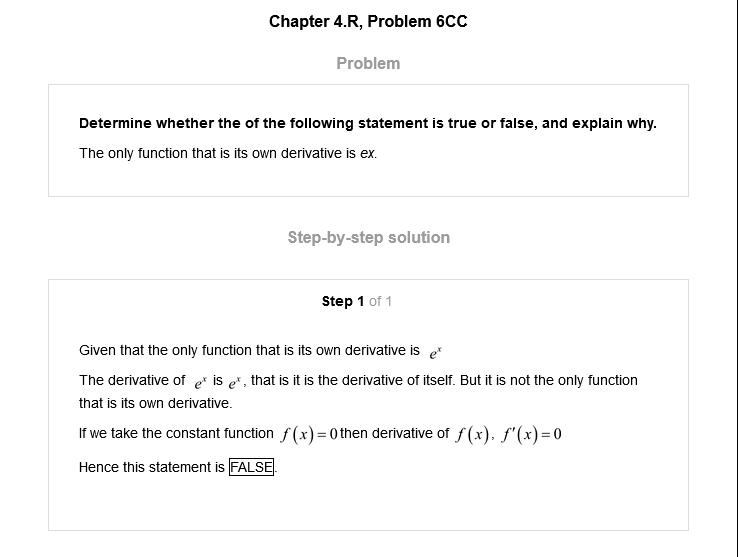 Chapter 4.R, Problem 6CC
Problem
Determine whether the of the following statement is true or false, and explain why.
The only function that is its own derivative is ex.
Step-by-step solution
Step 1 of 1
Given that the only function that is its own derivative is e^x
The derivative of e^x is e^x, that is it is the derivative of itself. But it is not the only function
that is its own derivative.
If we take the constant function f(x)=0 then derivative of f(x), f'(x)=0
Hence this statement is FALSE.